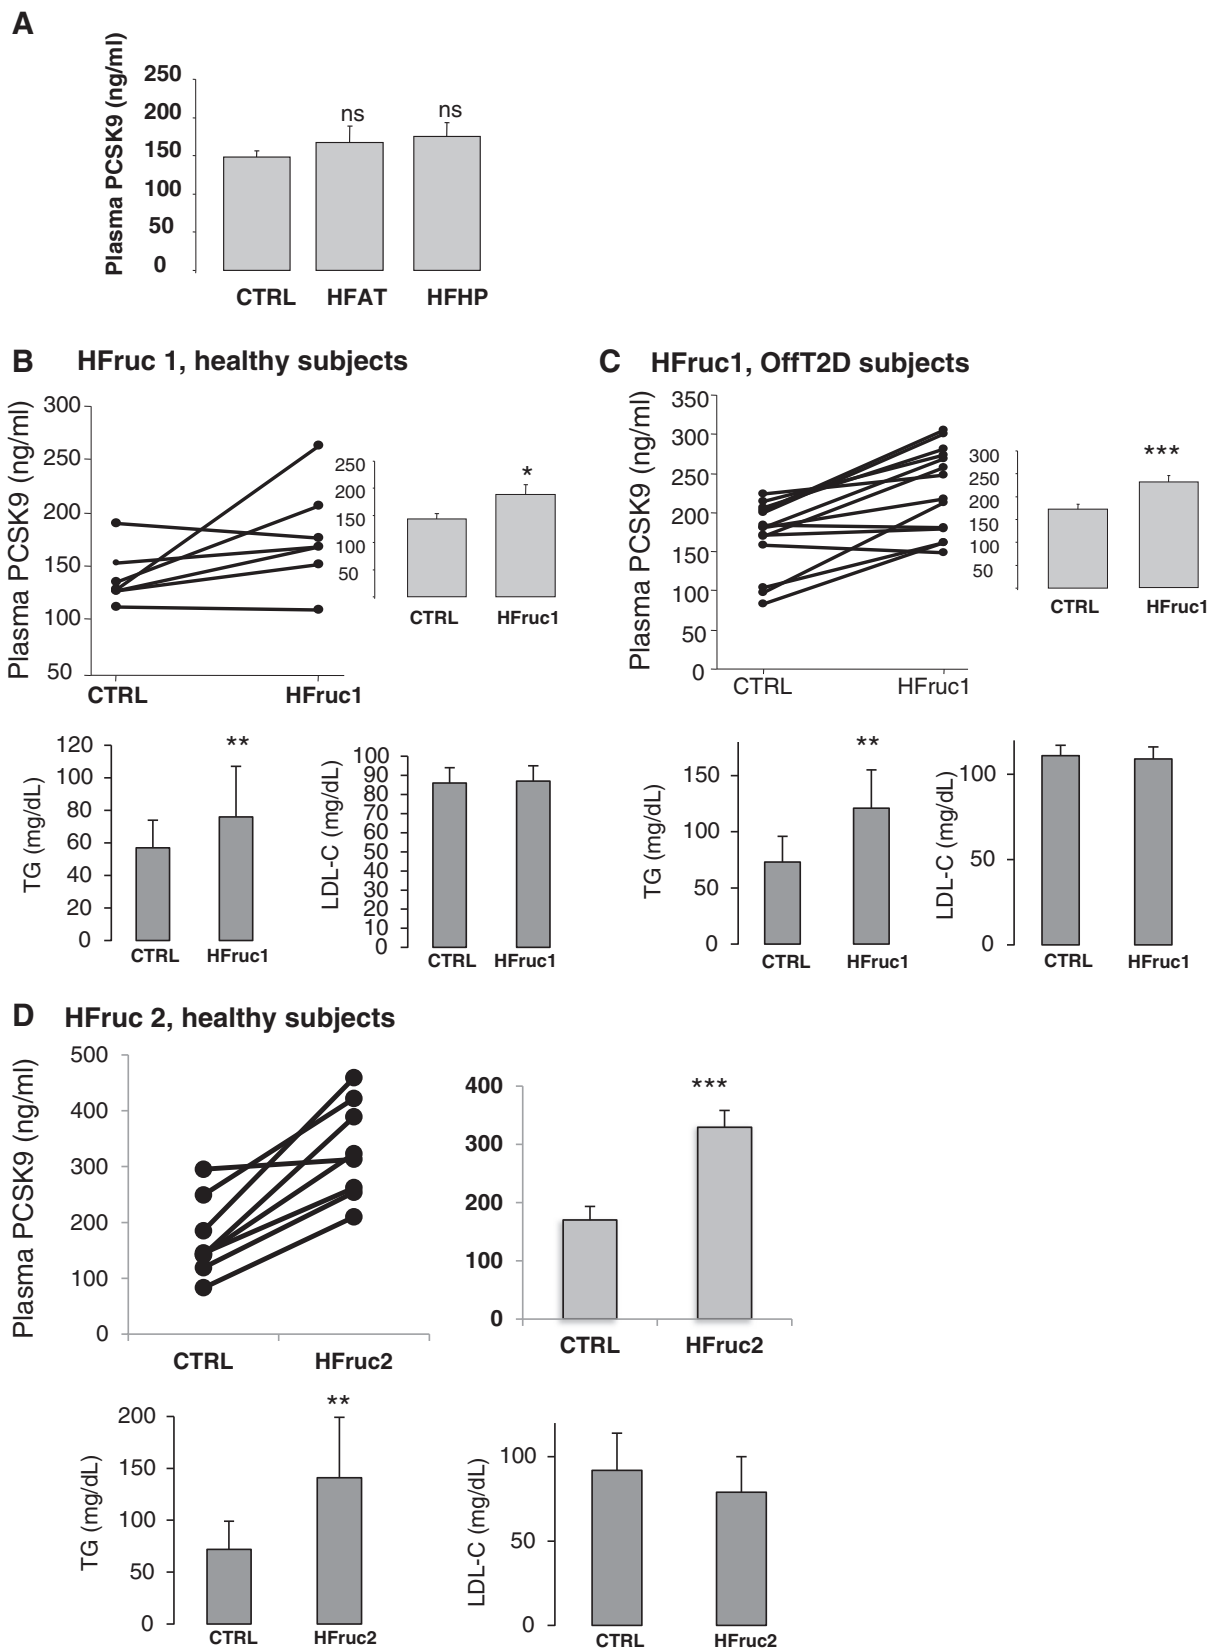 A
Plasma PCSK9 (ng/ml)
250
200
150
100
50
0
ns
ns
CTRL HFAT HFHP
B HFruc 1, healthy subjects
Plasma PCSK9 (ng/ml)
300
250
200
150
100
50
CTRL HFruc1
250
200
150
100
50
*
CTRL HFruc1
TG (mg/dL)
120
100
80
60
40
20
0
**
CTRL HFruc1
LDL-C (mg/dL)
100
90
80
70
60
50
40
30
20
10
0
CTRL HFruc1
C HFruc1, OffT2D subjects
Plasma PCSK9 (ng/ml)
350
300
250
200
150
100
50
0
CTRL HFruc1
300
250
200
150
100
50
***
CTRL HFruc1
TG (mg/dL)
150
100
50
0
**
CTRL HFruc1
LDL-C (mg/dL)
100
50
0
CTRL HFruc1
D HFruc 2, healthy subjects
Plasma PCSK9 (ng/ml)
500
400
300
200
100
0
CTRL HFruc2
400
300
200
100
0
***
CTRL HFruc2
TG (mg/dL)
200
150
100
50
0
**
CTRL HFruc2
LDL-C (mg/dL)
100
50
0
CTRL HFruc2